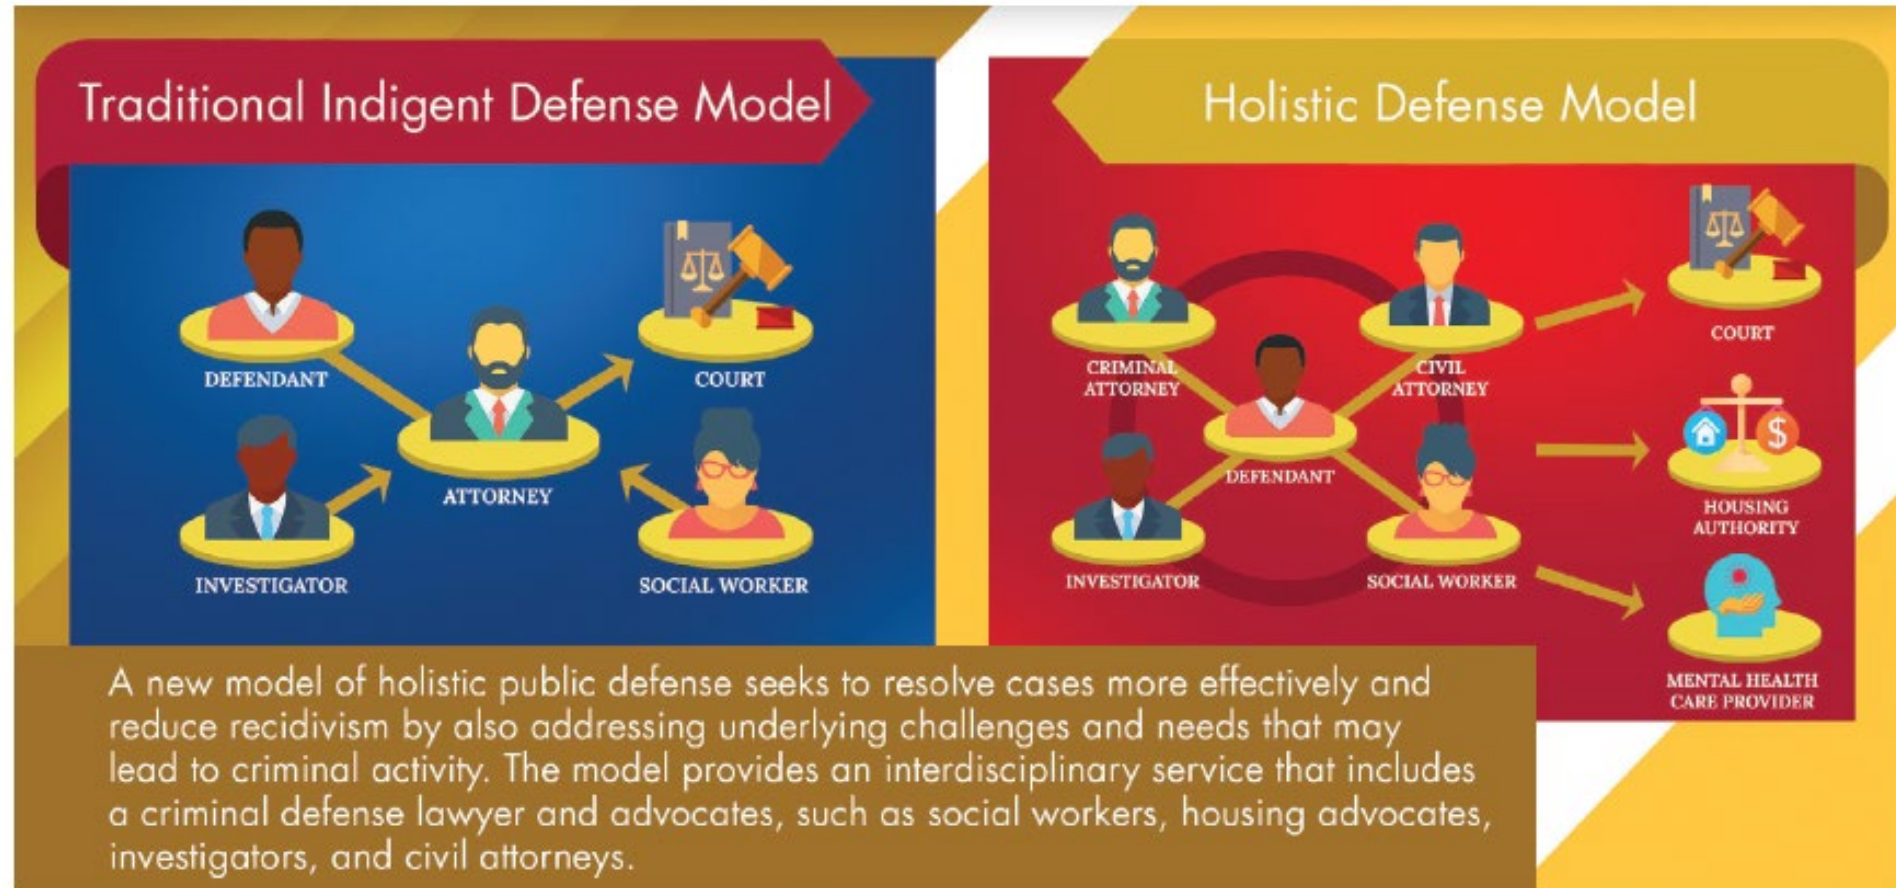 Traditional Indigent Defense Model
DEFENDANT
COURT
ATTORNEY
INVESTIGATOR
SOCIAL WORKER
Holistic Defense Model
CRIMINAL
ATTORNEY
CIVIL
ATTORNEY
DEFENDANT
INVESTIGATOR
SOCIAL WORKER
COURT
$
HOUSING
AUTHORITY
MENTAL HEALTH
CARE PROVIDER
A new model of holistic public defense seeks to resolve cases more effectively and
reduce recidivism by also addressing underlying challenges and needs that may
lead to criminal activity. The model provides an interdisciplinary service that includes
a criminal defense lawyer and advocates, such as social workers, housing advocates,
investigators, and civil attorneys.